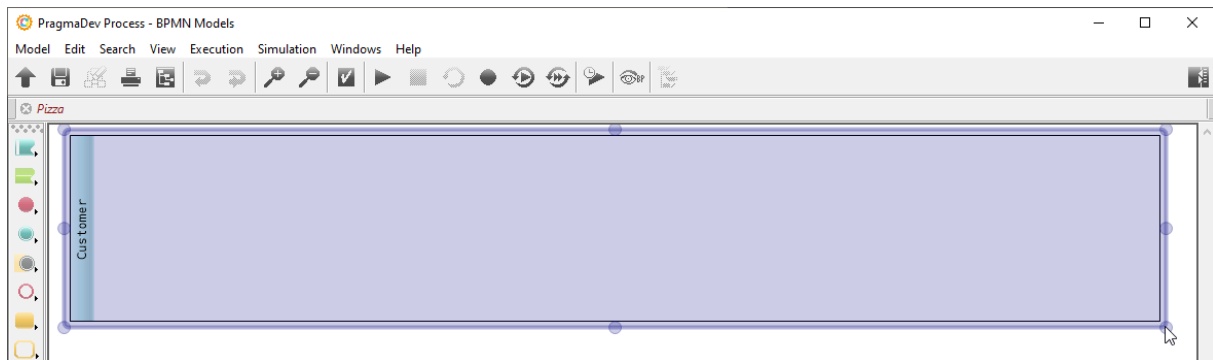 PragmaDev Process - BPMN Models
Model Edit Search View Execution Simulation Windows Help
Pizza
Customer